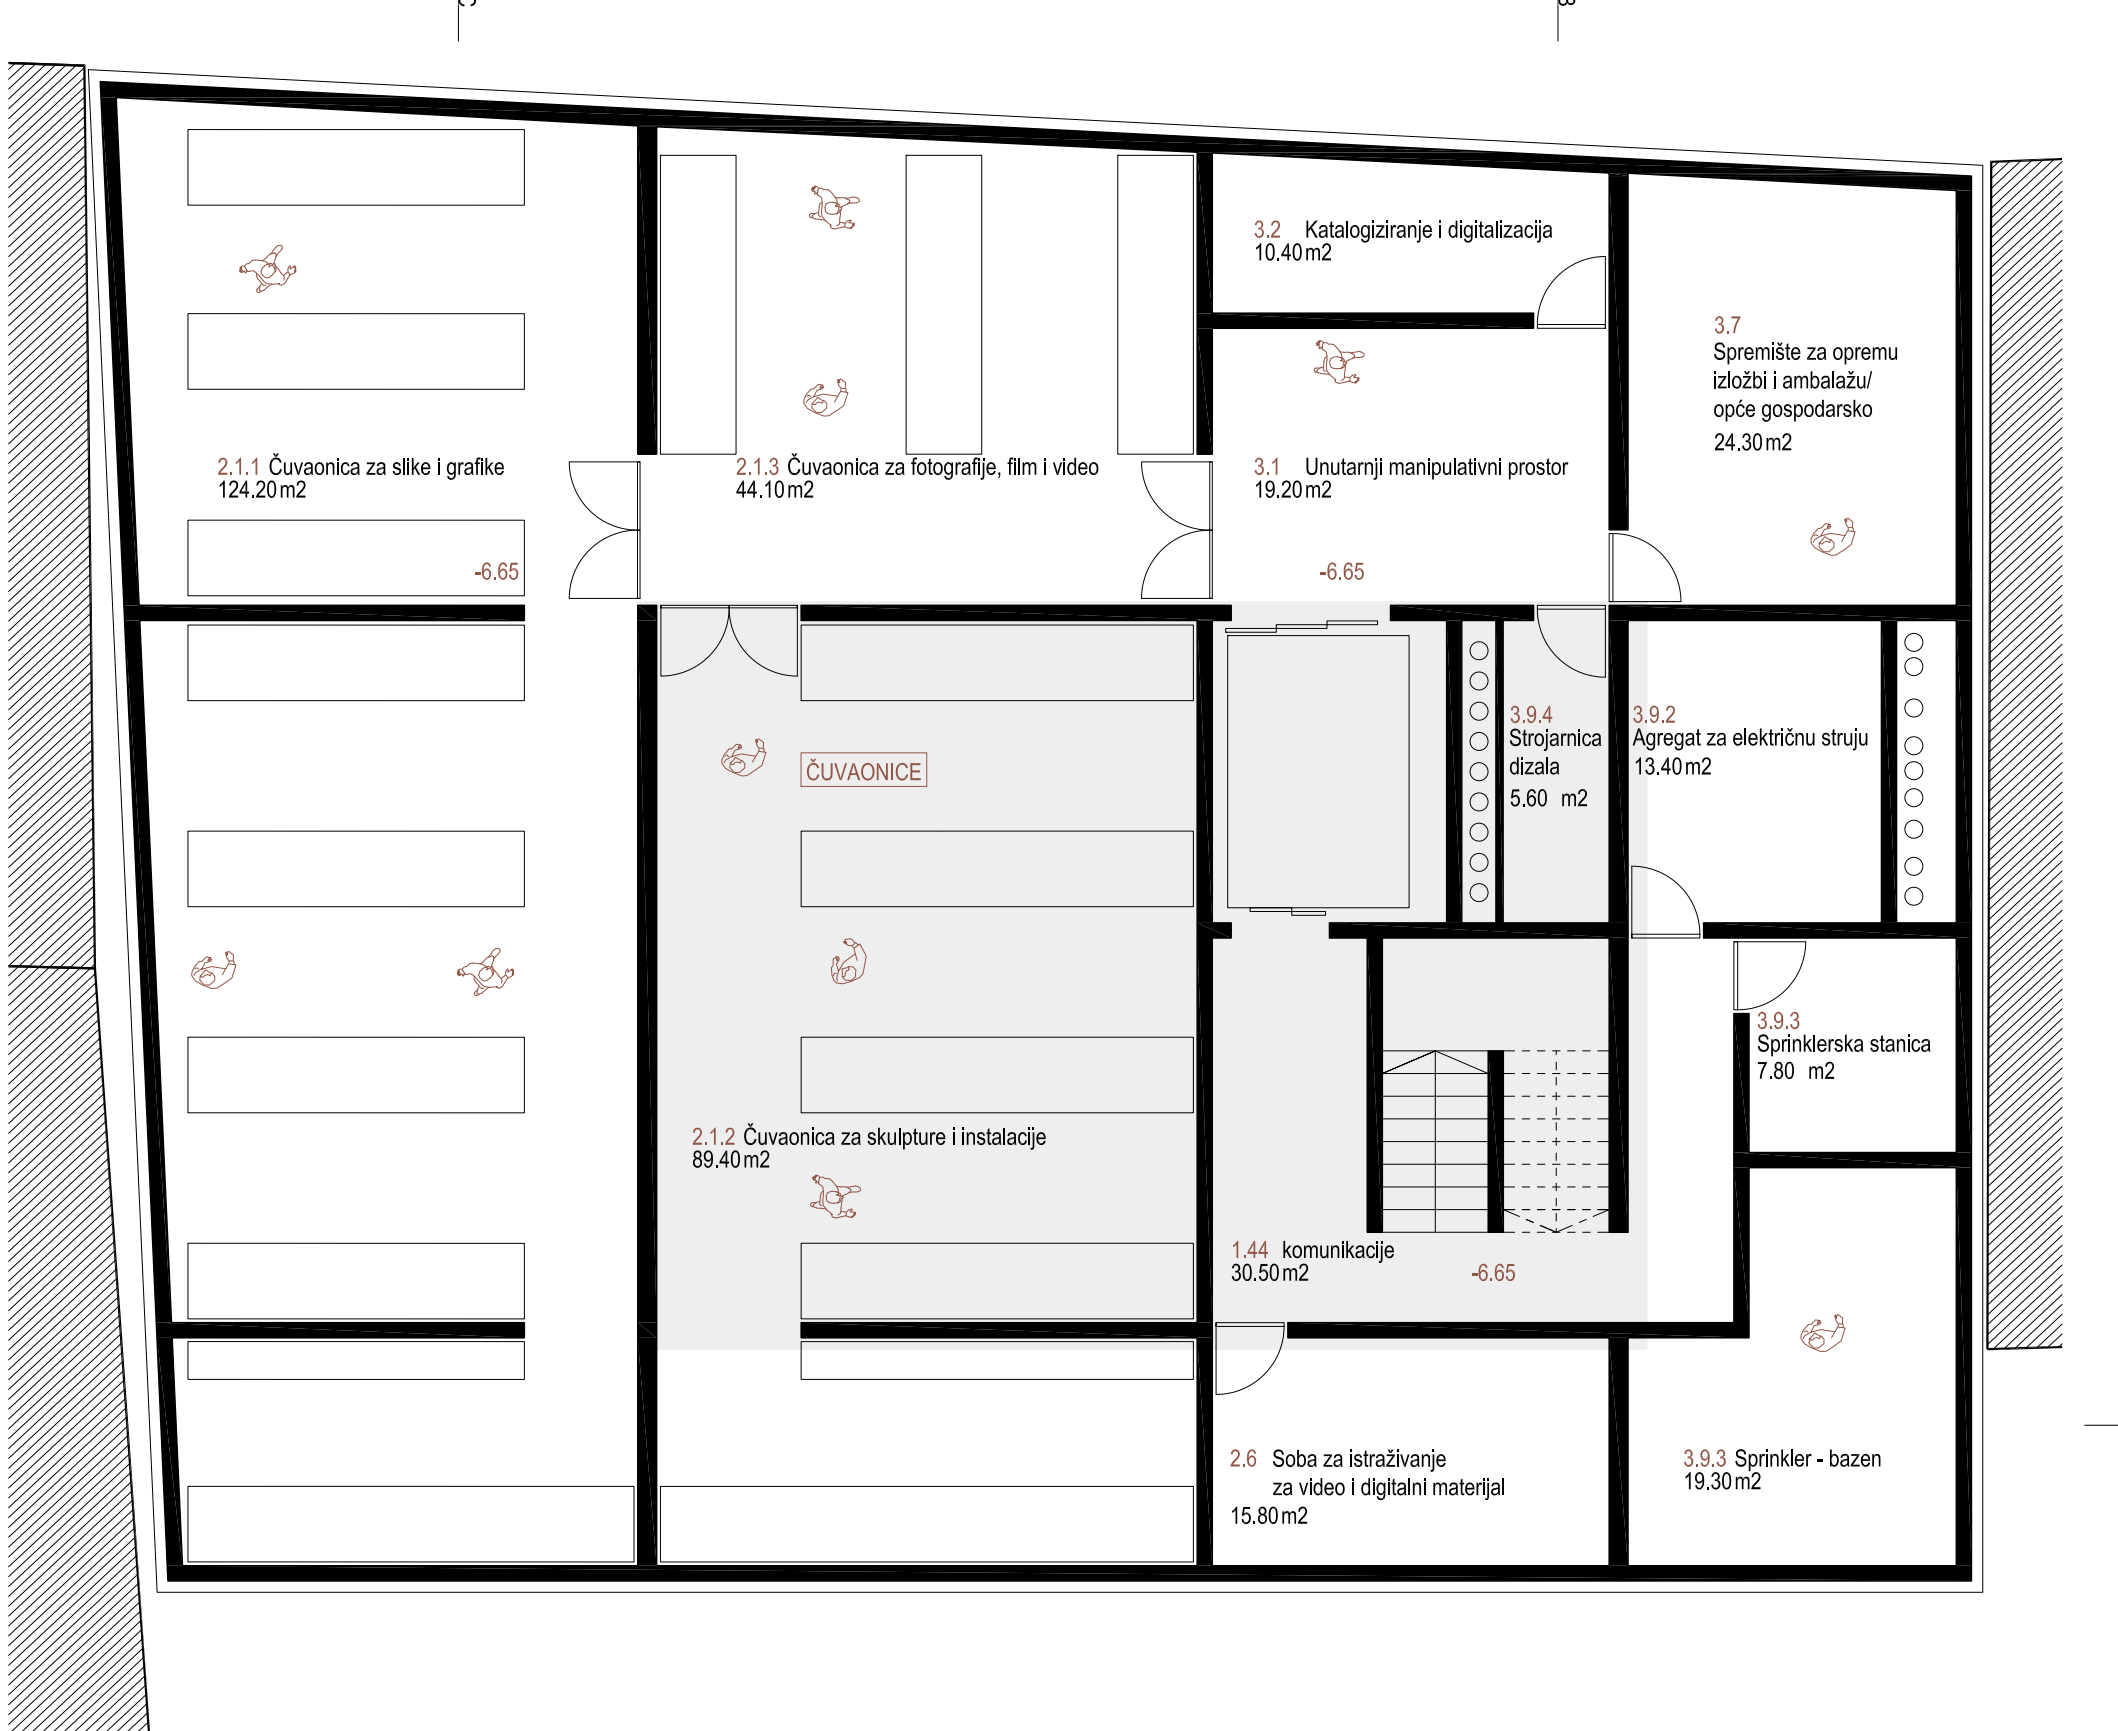 3.2 Katalogiziranje i digitalizacija
10.40 m2
3.7
Spremište za opremu
izložbi i ambalažu/
opće gospodarsko
24.30 m2
2.1.1 Čuvaonica za slike i grafike
124.20 m2
-6.65
2.1.3 Čuvaonica za fotografije, film i video
44.10 m2
3.1 Unutarnji manipulativni prostor
19.20 m2
-6.65
3.9.4
Strojarnica
dizala
5.60 m2
3.9.2
Agregat za električnu struju
13.40 m2
ČUVAONICE
3.9.3
Sprinklerska stanica
7.80 m2
2.1.2 Čuvaonica za skulpture i instalacije
89.40 m2
1.44 komunikacije
30.50 m2
-6.65
2.6 Soba za istraživanje
za video i digitalni materijal
15.80 m2
3.9.3 Sprinkler - bazen
19.30 m2